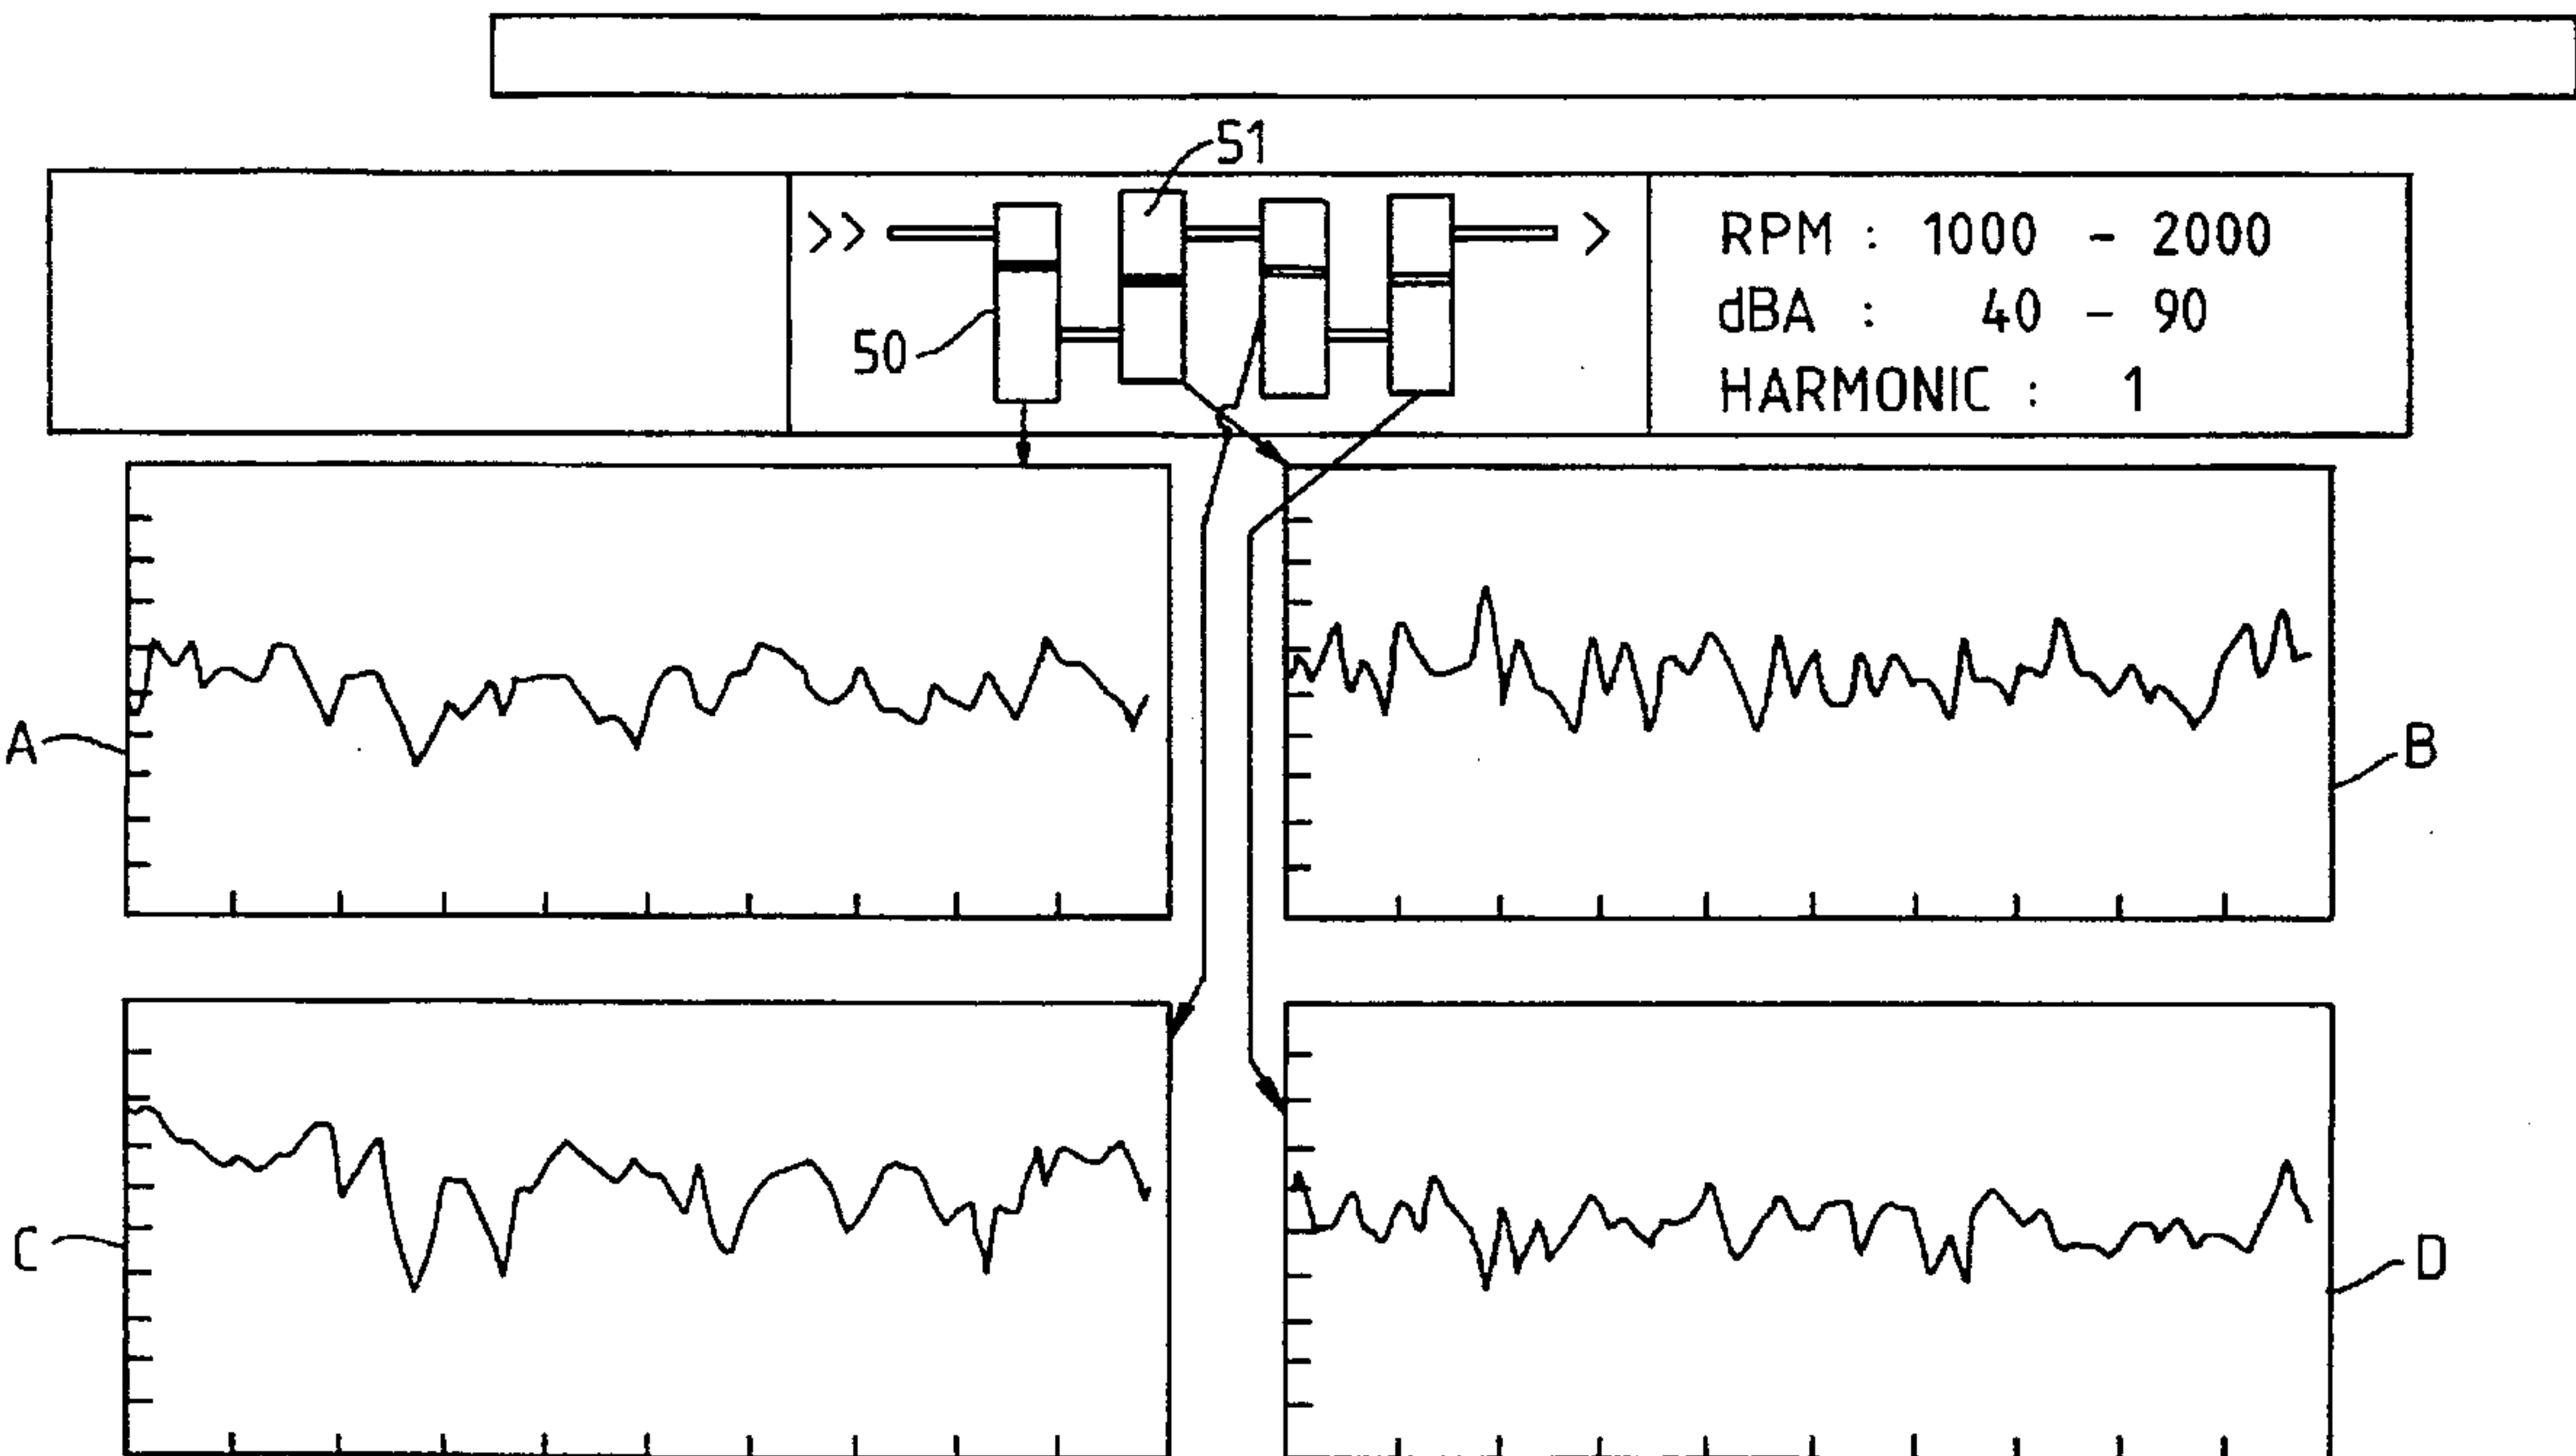 51
>> >
50
RPM : 1000 - 2000
dBA : 40 - 90
HARMONIC : 1
A
B
C
D